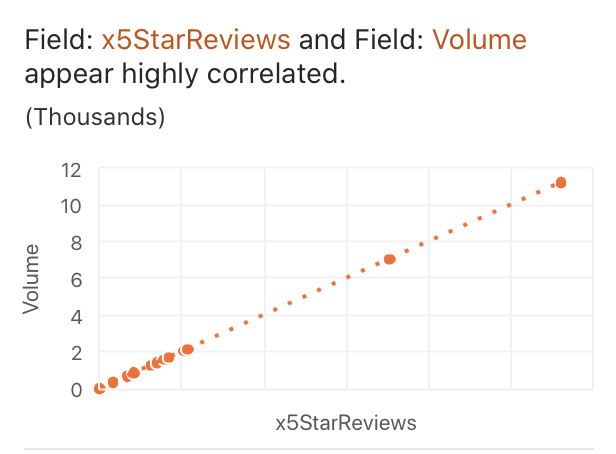 Field: x5StarReviews and Field: Volume
appear highly correlated.
(Thousands)
12
10
8
6
4
2
0
Volume
x5StarReviews